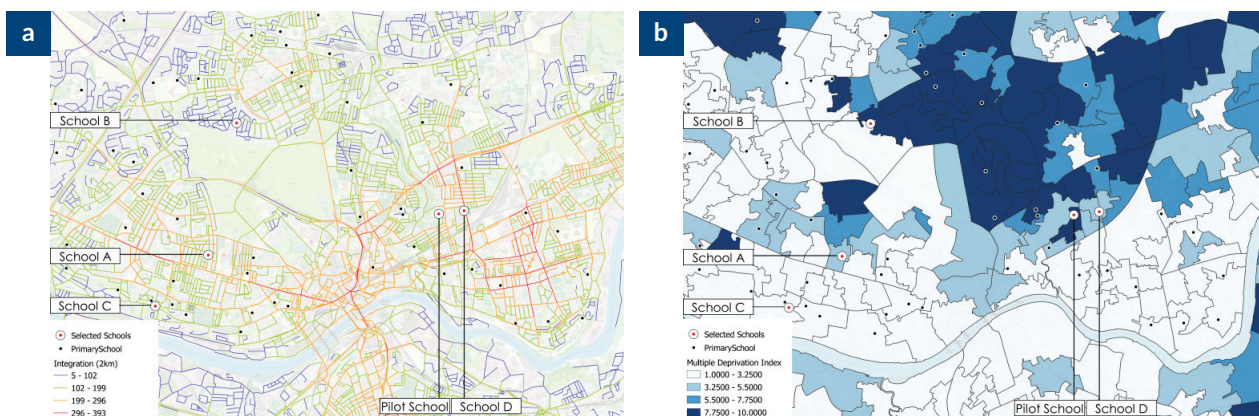 a
School B
School A
School C
Selected Schools
PrimarySchool
Integration (2km)
5 - 102
102 - 199
199 - 296
296 - 393
Pilot School
School D
b
School B
School A
School C
Selected Schools
PrimarySchool
Multiple Deprivation Index
1.0000 - 3.2500
3.2500 - 5.5000
5.5000 - 7.7500
7.7500 - 10.0000
Pilot School
School D